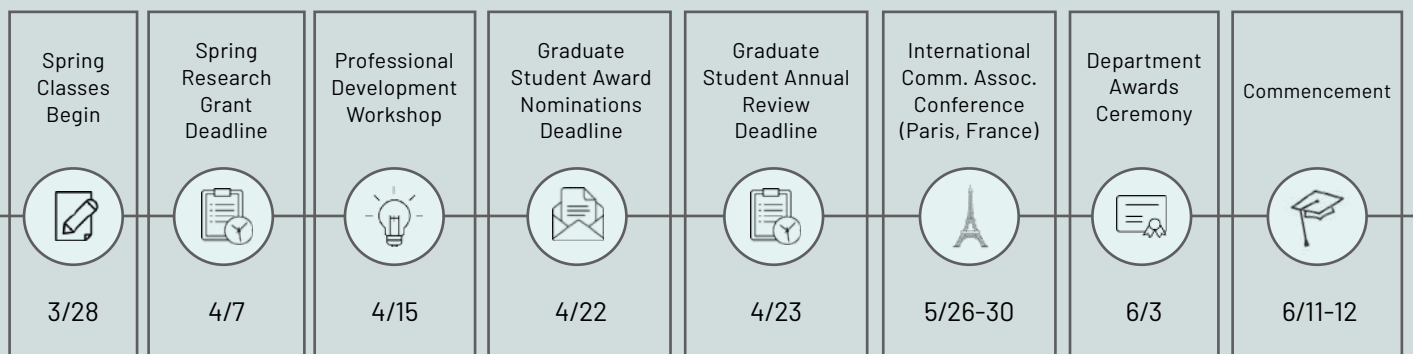 Spring
Classes
Begin
3/28
Spring
Research
Grant
Deadline
4/7
Professional
Development
Workshop
4/15
Graduate
Student Award
Nominations
Deadline
4/22
Graduate
Student Annual
Review
Deadline
4/23
International
Comm. Assoc.
Conference
(Paris, France)
5/26-30
Department
Awards
Ceremony
6/3
Commencement
6/11-12